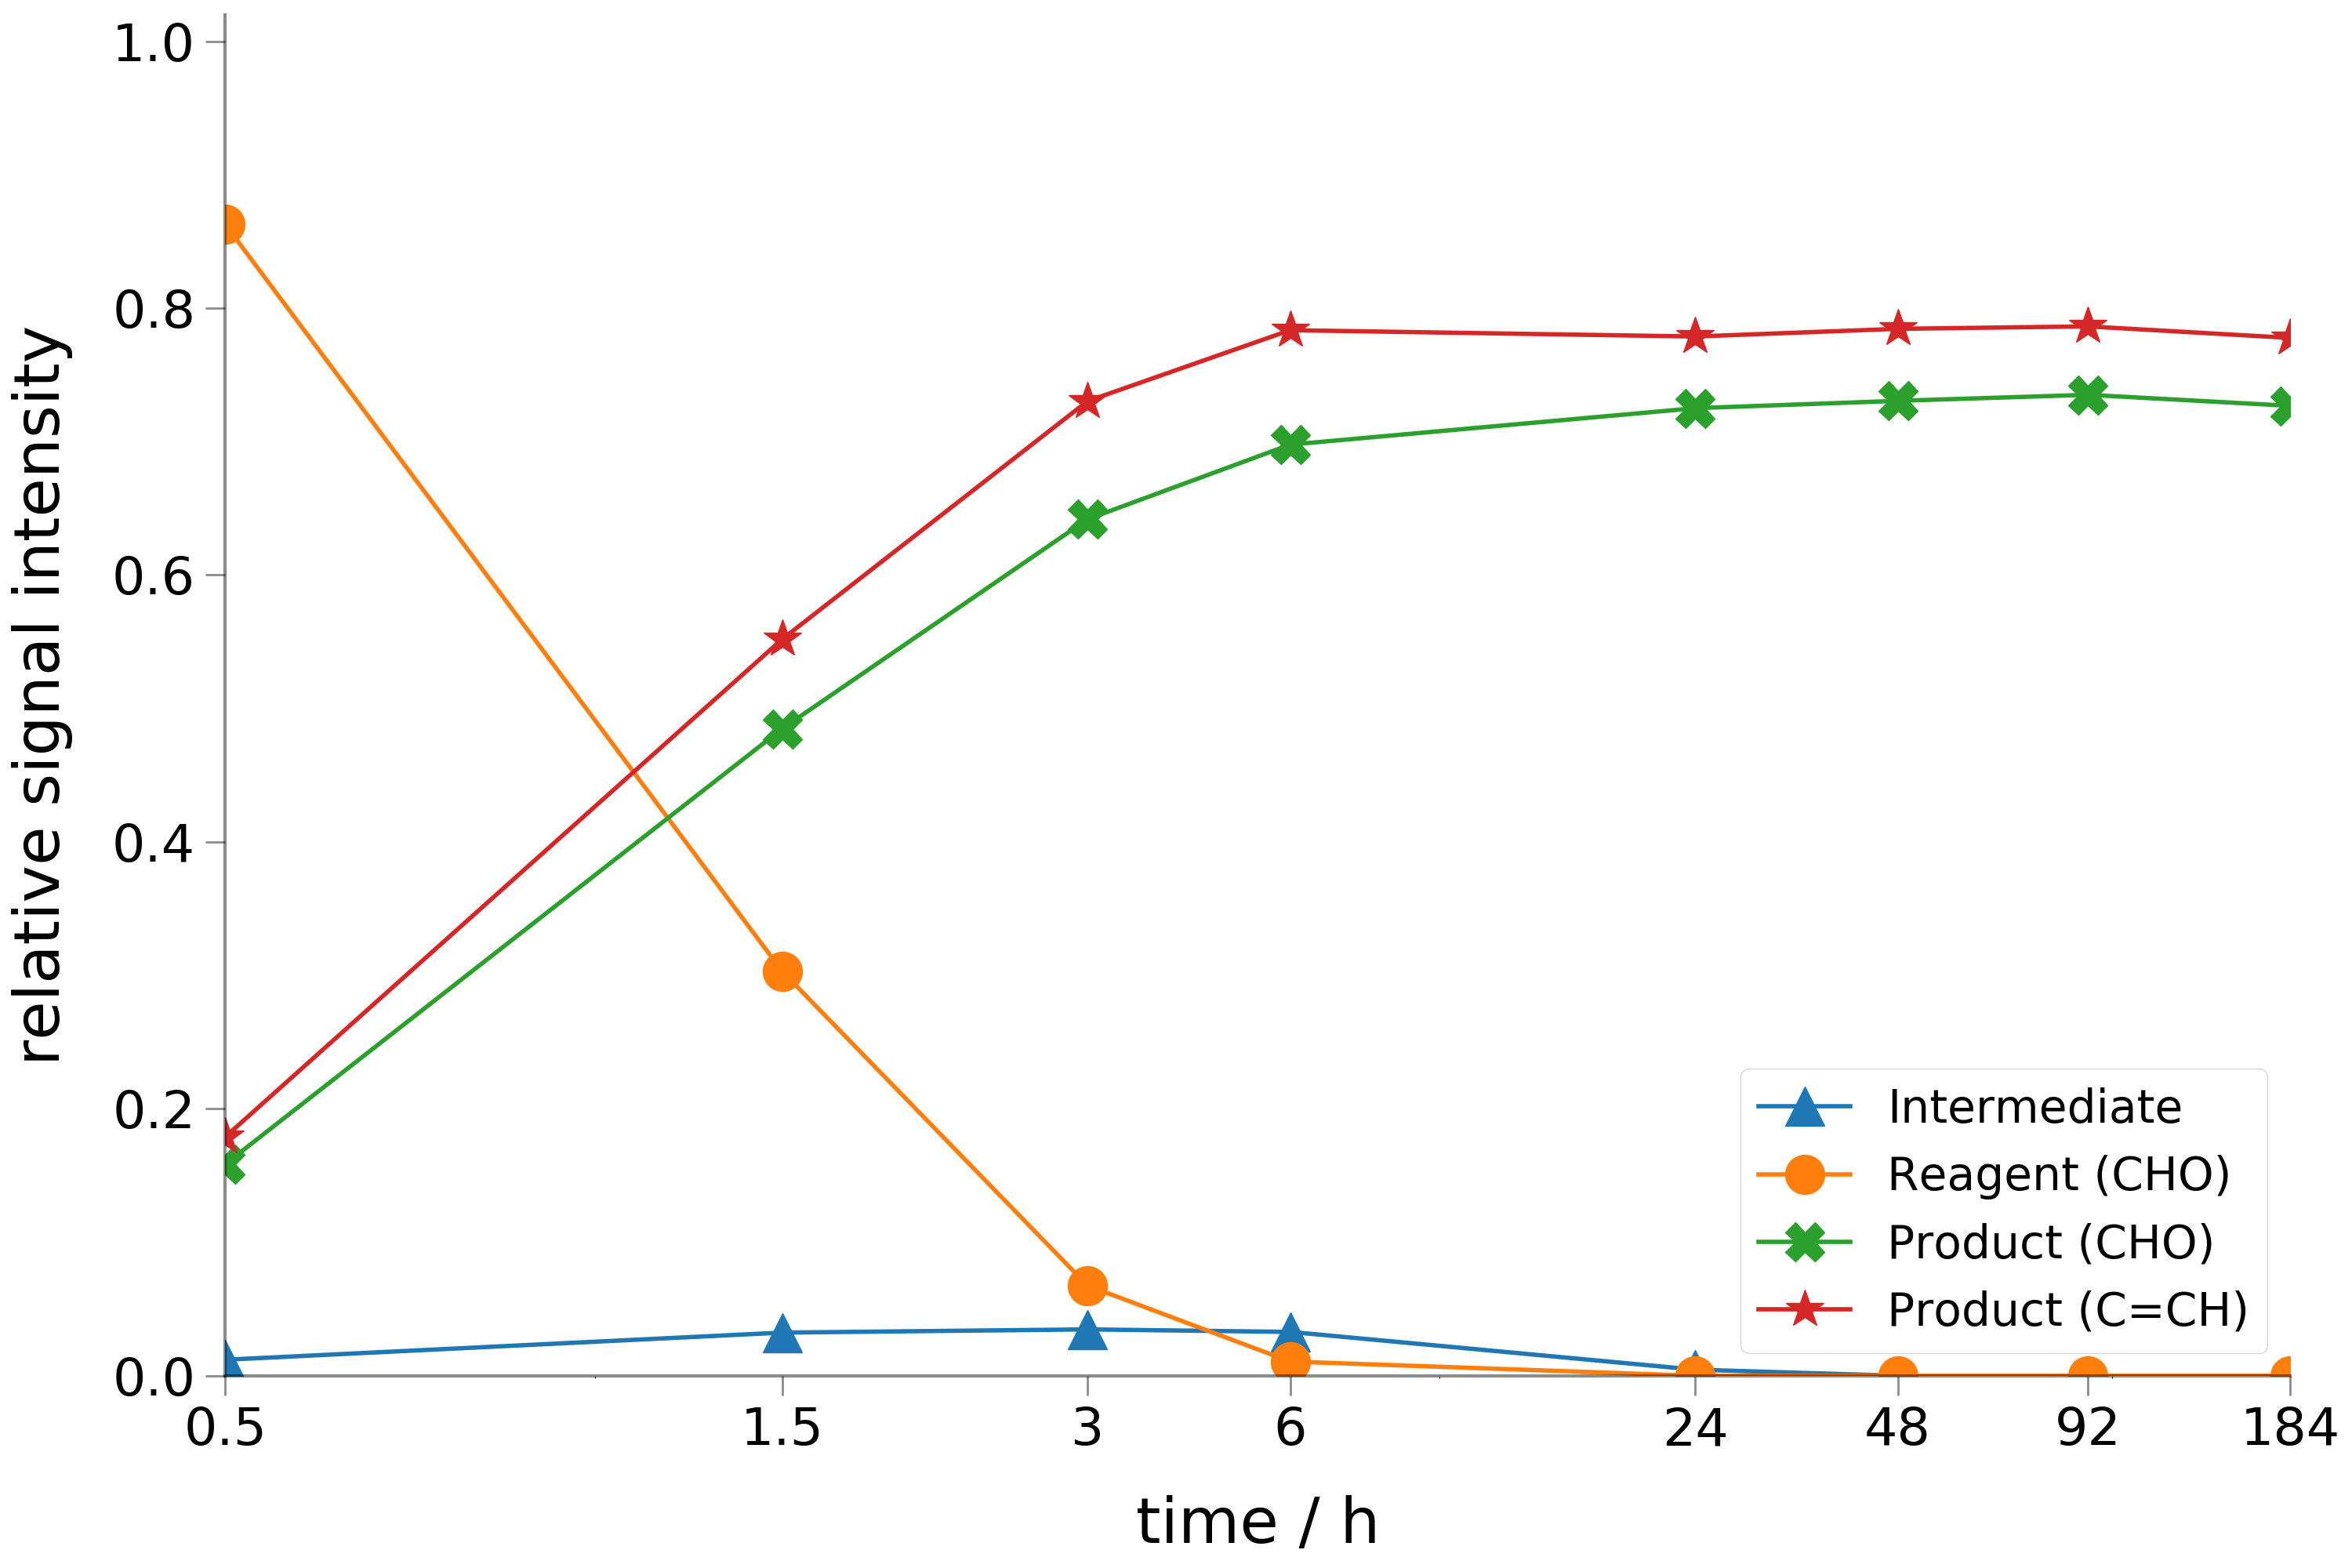 relative signal intensity
1.0
0.8
0.6
0.4
0.2
0.0
0.5 1.5 3 6 24 48 92 184
time / h
Intermediate
Reagent (CHO)
Product (CHO)
Product (C=CH)